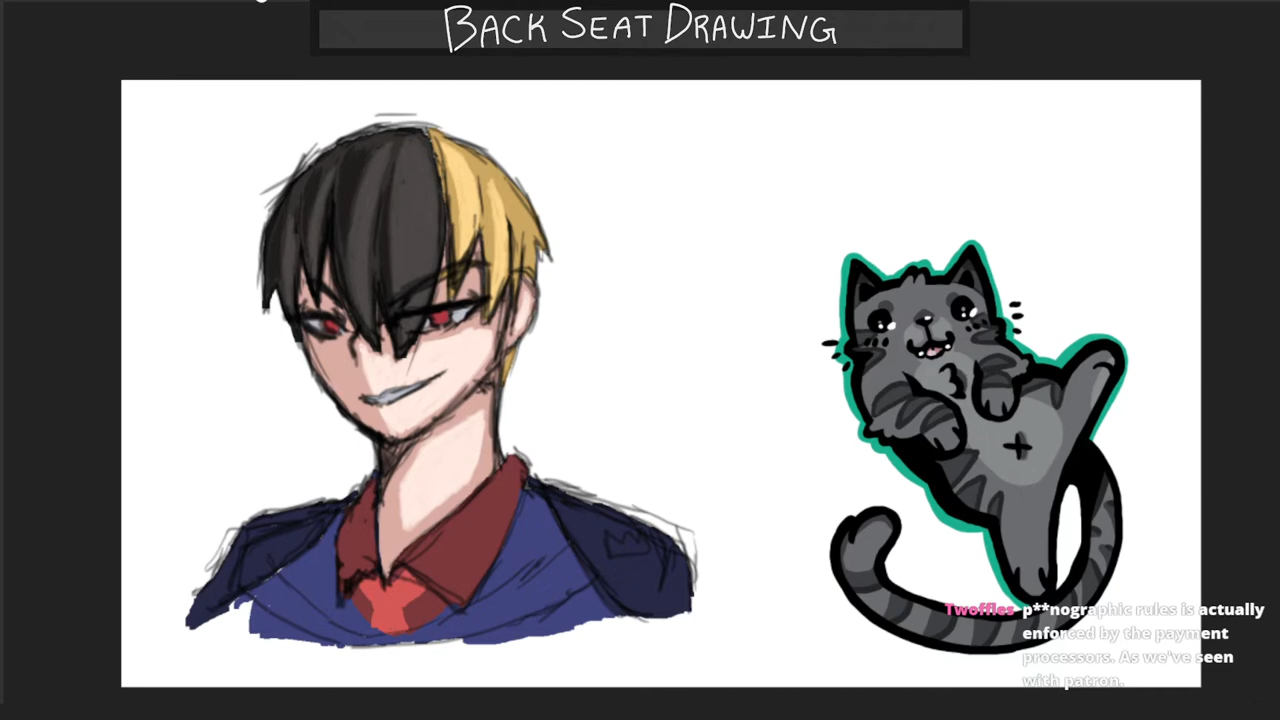 BACK SEAT DRAWING
Twoffles p**nographic rules is actually
enforced by the payment
processors. As we've seen
with patron.